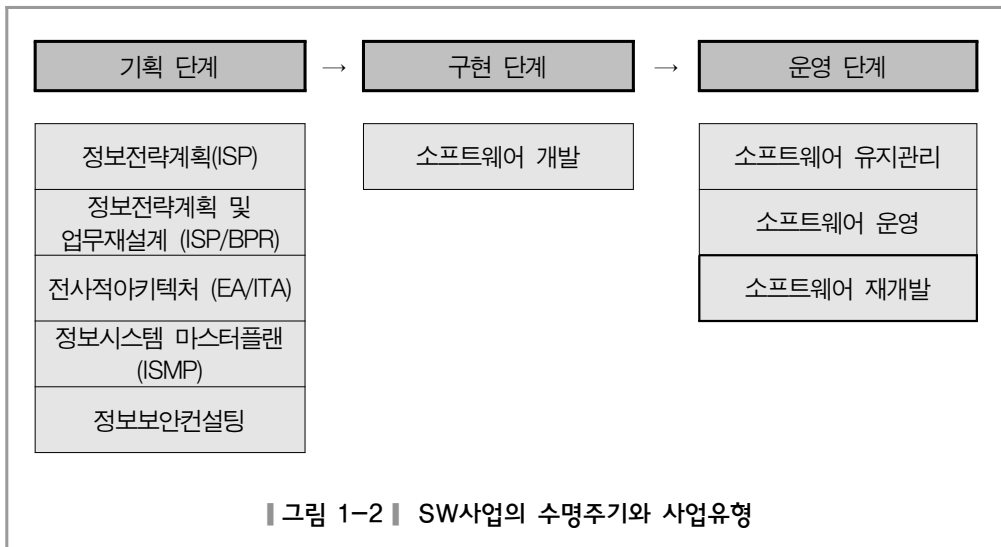 기획 단계 → 구현 단계 → 운영 단계
정보전략계획(ISP)
정보전략계획 및
업무재설계 (ISP/BPR)
전사적아키텍처 (EA/ITA)
정보시스템 마스터플랜
(ISMP)
정보보안컨설팅
소프트웨어 개발
소프트웨어 유지관리
소프트웨어 운영
소프트웨어 재개발
‖그림 1-2‖ SW사업의 수명주기와 사업유형